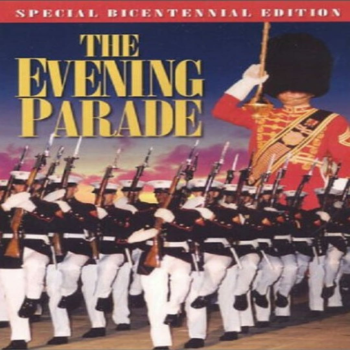 SPECIAL BICENTENNIAL EDITION
THE
EVENING
PARADE